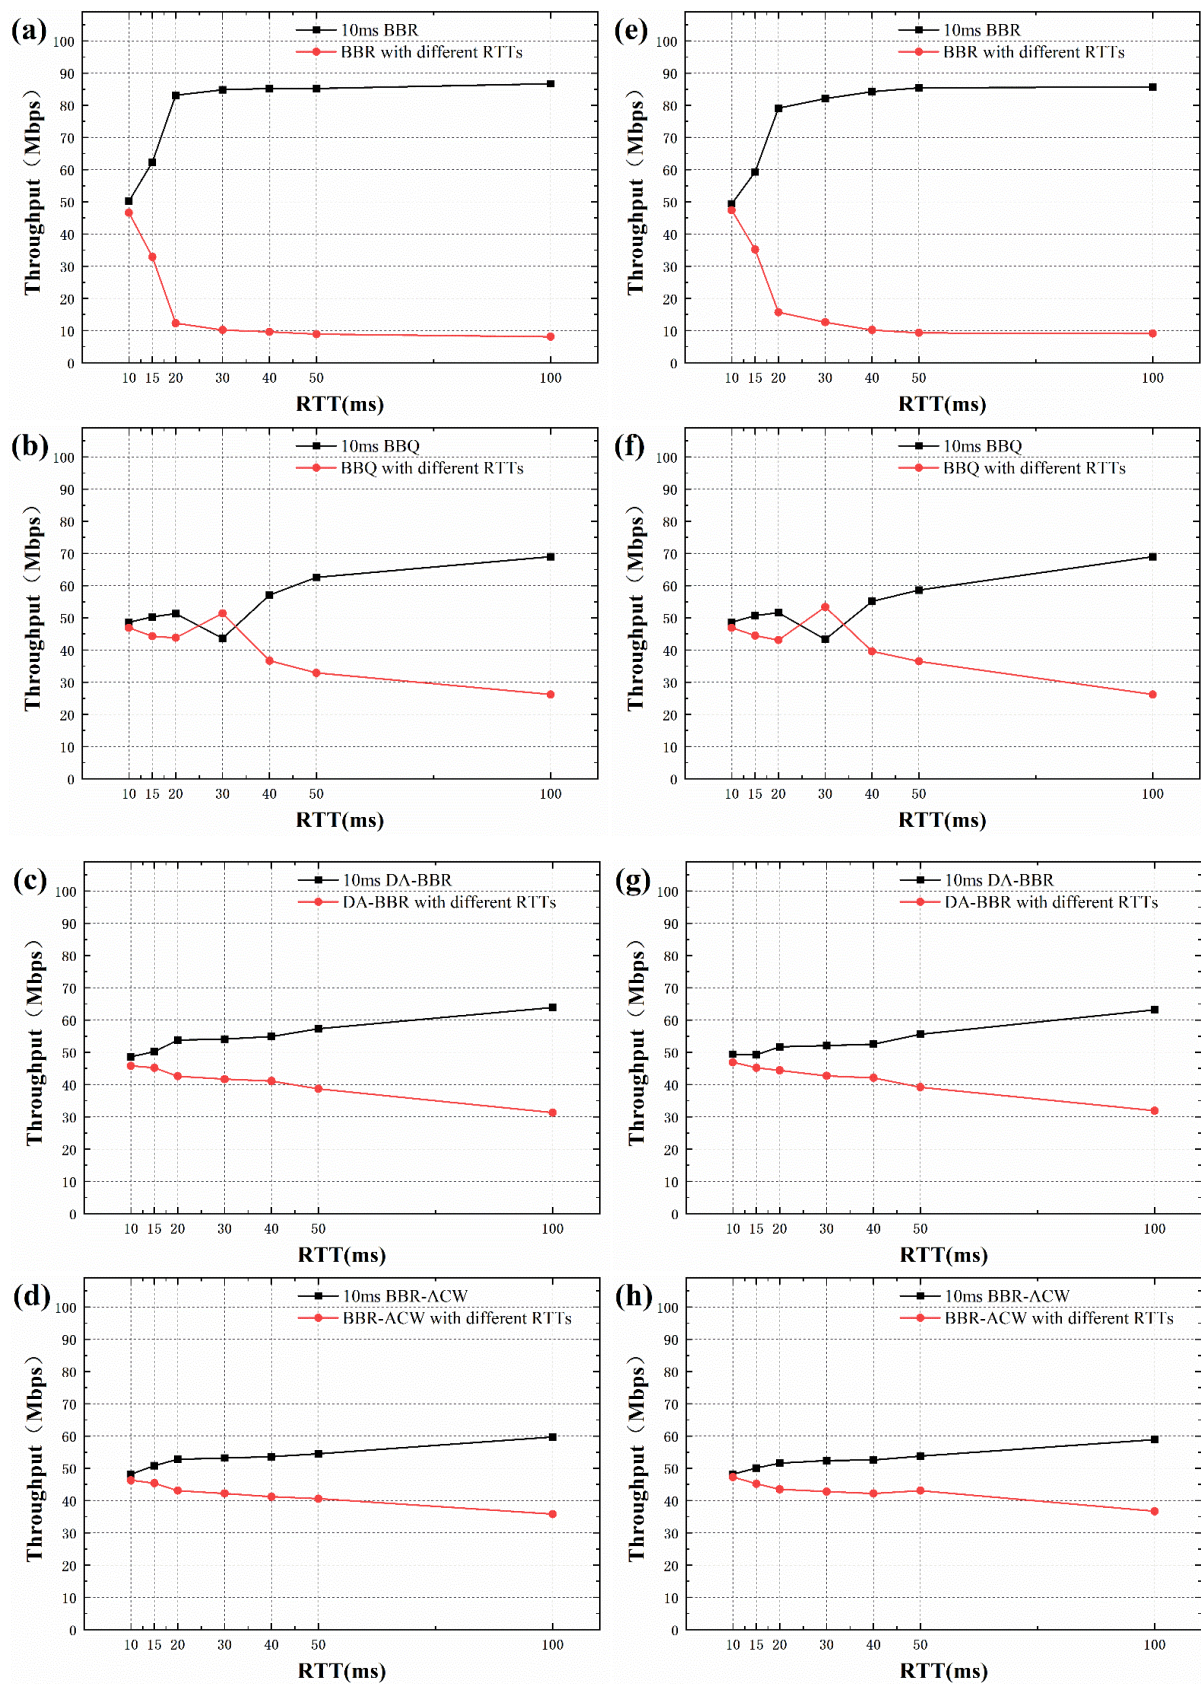 (a)
10ms BBR
BBR with different RTTs
Throughput（Mbps）
100
90
80
70
60
50
40
30
20
10
0
10 15 20 30 40 50 100
RTT(ms)
(e)
10ms BBR
BBR with different RTTs
Throughput（Mbps）
100
90
80
70
60
50
40
30
20
10
0
10 15 20 30 40 50 100
RTT(ms)
(b)
10ms BBQ
BBQ with different RTTs
Throughput（Mbps）
100
90
80
70
60
50
40
30
20
10
0
10 15 20 30 40 50 100
RTT(ms)
(f)
10ms BBQ
BBQ with different RTTs
Throughput（Mbps）
100
90
80
70
60
50
40
30
20
10
0
10 15 20 30 40 50 100
RTT(ms)
(c)
10ms DA-BBR
DA-BBR with different RTTs
Throughput（Mbps）
100
90
80
70
60
50
40
30
20
10
0
10 15 20 30 40 50 100
RTT(ms)
(g)
10ms DA-BBR
DA-BBR with different RTTs
Throughput（Mbps）
100
90
80
70
60
50
40
30
20
10
0
10 15 20 30 40 50 100
RTT(ms)
(d)
10ms BBR-ACW
BBR-ACW with different RTTs
Throughput（Mbps）
100
90
80
70
60
50
40
30
20
10
0
10 15 20 30 40 50 100
RTT(ms)
(h)
10ms BBR-ACW
BBR-ACW with different RTTs
Throughput（Mbps）
100
90
80
70
60
50
40
30
20
10
0
10 15 20 30 40 50 100
RTT(ms)